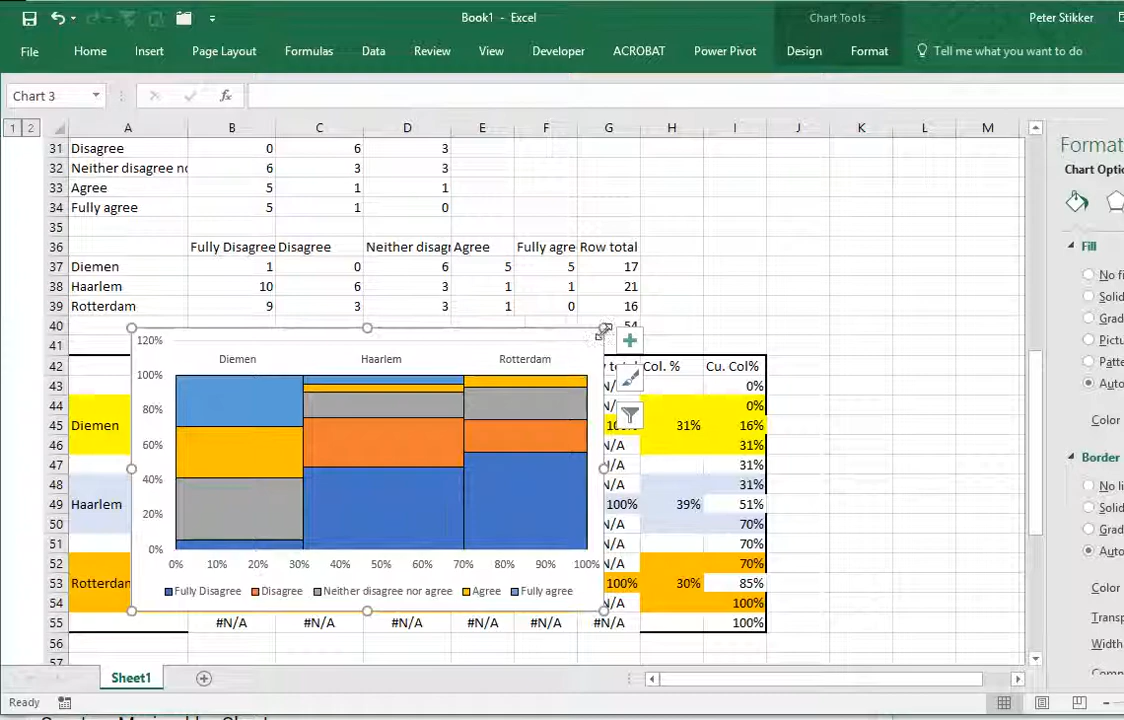 Book1 - Excel
Chart Tools
Peter Stikker
File Home Insert Page Layout Formulas Data Review View Developer ACROBAT Power Pivot Design Format Tell me what you want to do
Chart 3 fx
1 2 A B C D E F G H I J K L M
31 Disagree 0 6 3
32 Neither disagree no 6 3 3
33 Agree 5 1 1
34 Fully agree 5 1 0
35
36 Fully Disagree Disagree Neither disagr Agree Fully agre Row total
37 Diemen 1 0 6 5 5 17
38 Haarlem 10 6 3 1 1 21
39 Rotterdam 9 3 3 1 0 16
40 54
41
42 Col. % Cu. Col%
43 N/A 0%
44 N/A 0%
45 Diemen 100% 31% 16%
46 N/A 31%
47 N/A 31%
48 N/A 31%
49 Haarlem 100% 39% 51%
50 N/A 70%
51 N/A 70%
52 N/A 70%
53 Rotterdam 100% 30% 85%
54 N/A 100%
55 #N/A #N/A #N/A #N/A #N/A #N/A 100%
56
57
120%
Diemen Haarlem Rotterdam
100%
80%
60%
40%
20%
0%
0% 10% 20% 30% 40% 50% 60% 70% 80% 90% 100%
Fully Disagree Disagree Neither disagree nor agree Agree Fully agree
Format
Chart Optio
Fill
No fi
Solid
Grad
Pictu
Patte
Auto
Color
Border
No li
Solid
Grad
Auto
Color
Transp
Width
Sheet1
Ready